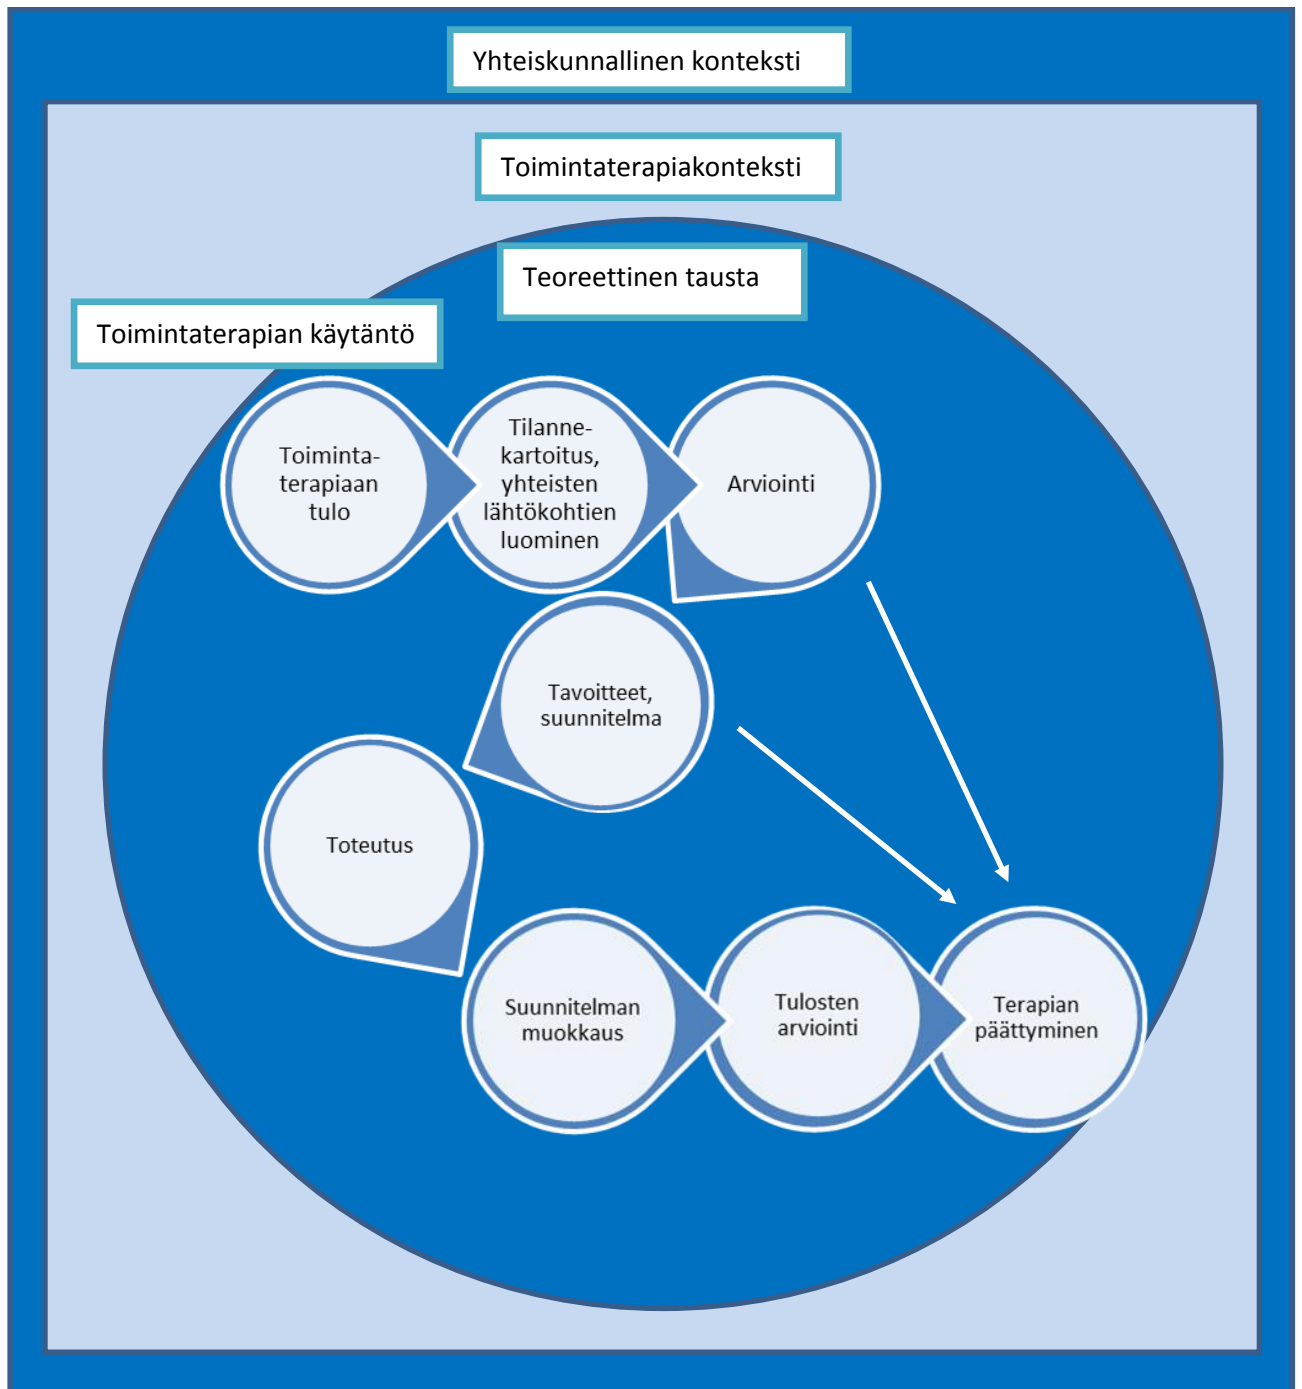 Yhteiskunnallinen konteksti
Toimintaterapiakonteksti
Teoreettinen tausta
Toimintaterapian käytäntö
Toiminta-
terapiaan
tulo
Tilanne-
kartoitus,
yhteisten
lähtökohtien
luominen
Arviointi
Tavoitteet,
suunnitelma
Toteutus
Suunnitelman
muokkaus
Tulosten
arviointi
Terapian
päättyminen